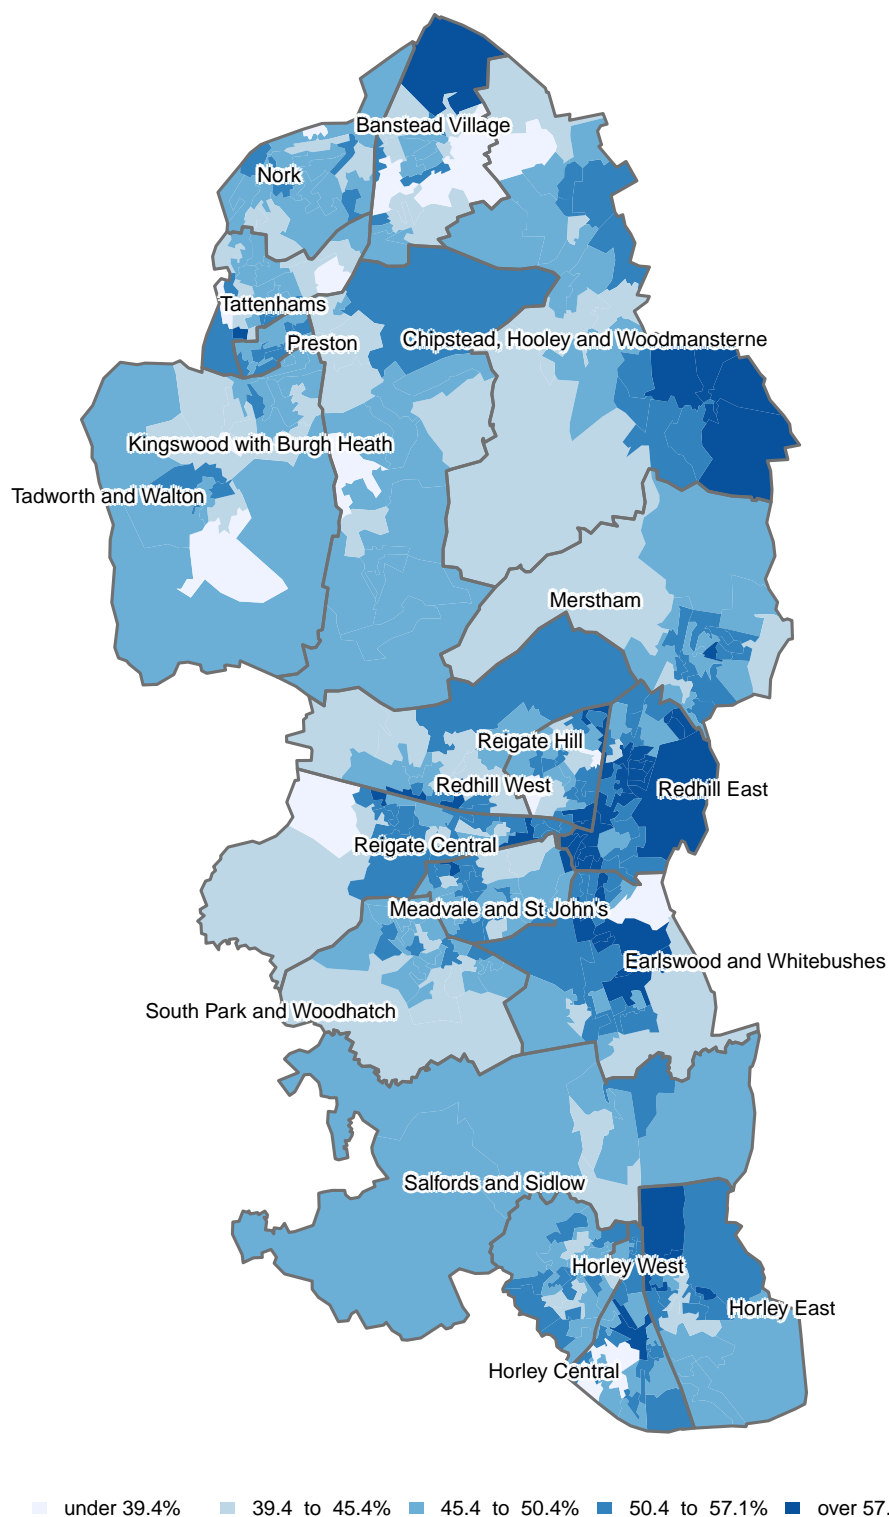 Banstead Village
Nork
Tattenhams
Preston
Chipstead, Hooley and Woodmansterne
Kingswood with Burgh Heath
Tadworth and Walton
Merstham
Reigate Hill
Redhill West
Redhill East
Reigate Central
Meadvale and St John's
Earlswood and Whitebushes
South Park and Woodhatch
Salfords and Sidlow
Horley West
Horley East
Horley Central
under 39.4% 39.4 to 45.4% 45.4 to 50.4% 50.4 to 57.1% over 57.